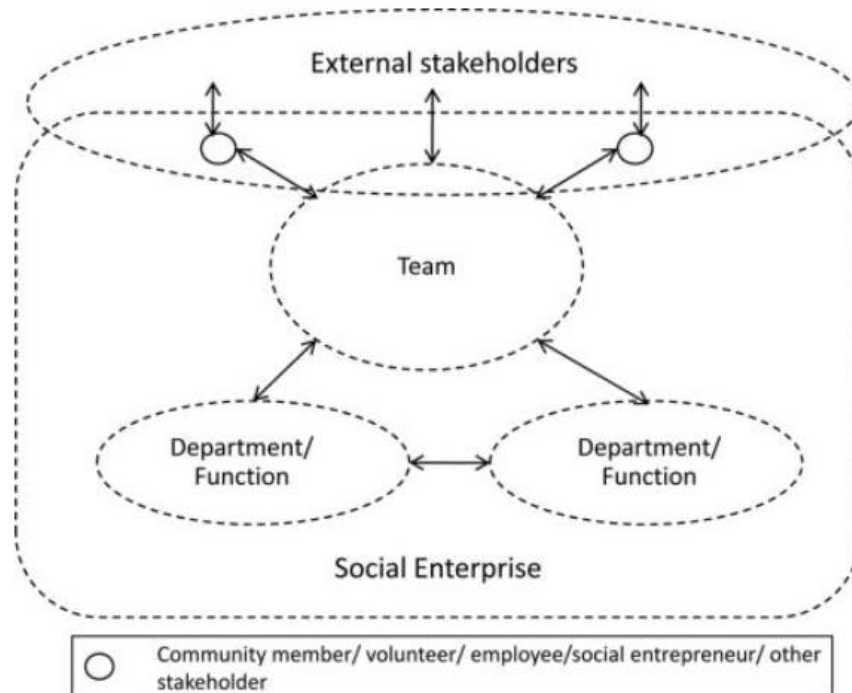 External stakeholders
Team
Department/
Function
Department/
Function
Social Enterprise
Community member/ volunteer/ employee/social entrepreneur/ other
stakeholder